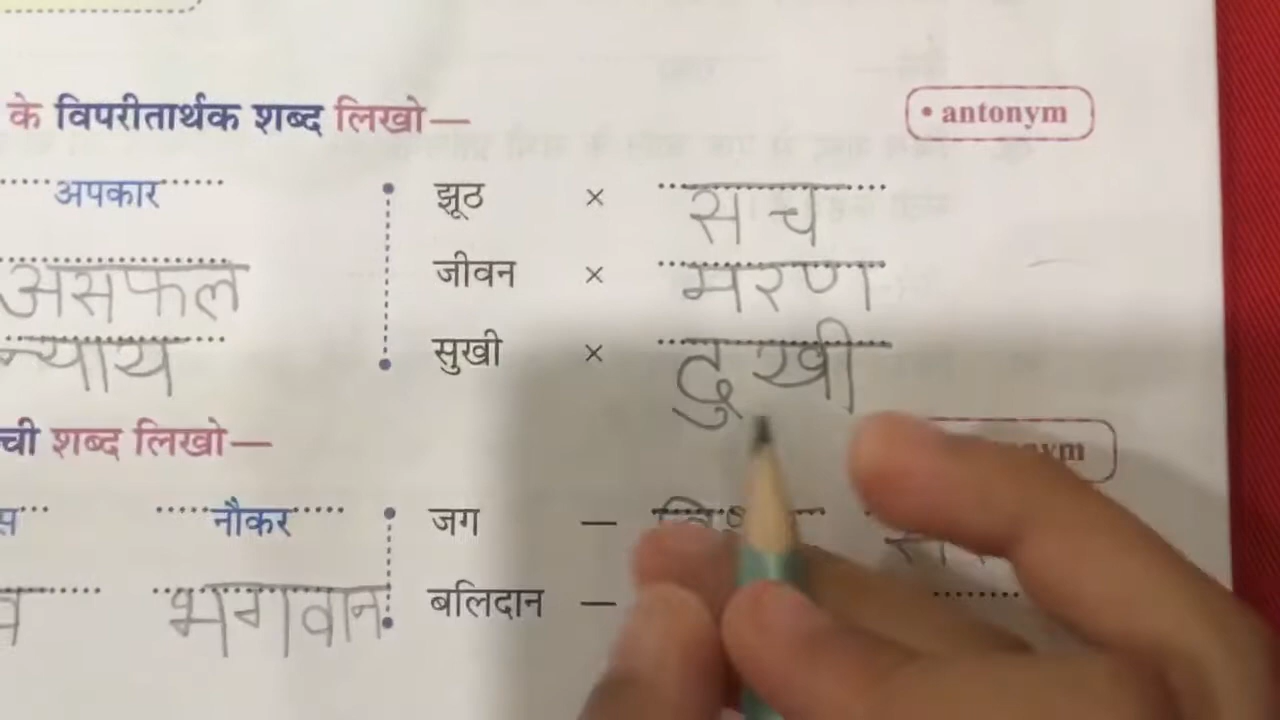 के विपरीतार्थक शब्द लिखो— • antonym
अपकार झूठ × सच
असफल जीवन × मरण
न्याय सुखी × दुखी
ची शब्द लिखो—
स नौकर जग —
भगवान बलिदान —